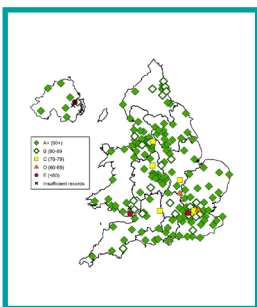 A+ (90+)
B (80-89
C (70-79)
D (60-69)
E (<60)
Insufficient records